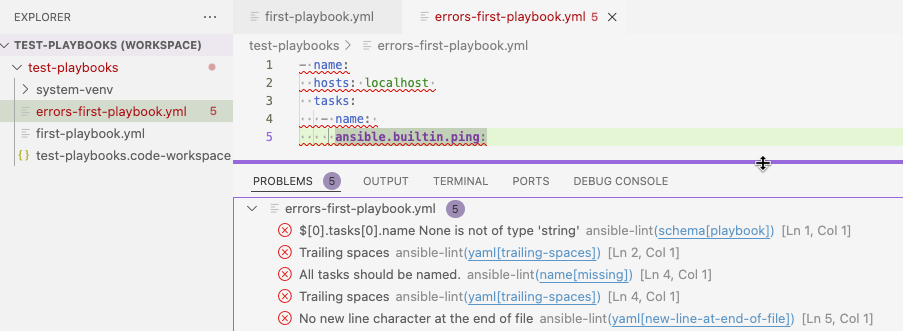 EXPLORER
TEST-PLAYBOOKS (WORKSPACE)
test-playbooks
system-venv
errors-first-playbook.yml 5
first-playbook.yml
test-playbooks.code-workspace
first-playbook.yml
errors-first-playbook.yml 5
test-playbooks > errors-first-playbook.yml
1 - name:
2 hosts: localhost
3 tasks:
4 - name:
5 ansible.builtin.ping:
PROBLEMS 5 OUTPUT TERMINAL PORTS DEBUG CONSOLE
errors-first-playbook.yml 5
$[0].tasks[0].name None is not of type 'string' ansible-lint(schema[playbook]) [Ln 1, Col 1]
Trailing spaces ansible-lint(yaml[trailing-spaces]) [Ln 2, Col 1]
All tasks should be named. ansible-lint(name[missing]) [Ln 4, Col 1]
Trailing spaces ansible-lint(yaml[trailing-spaces]) [Ln 4, Col 1]
No new line character at the end of file ansible-lint(yaml[new-line-at-end-of-file]) [Ln 5, Col 1]